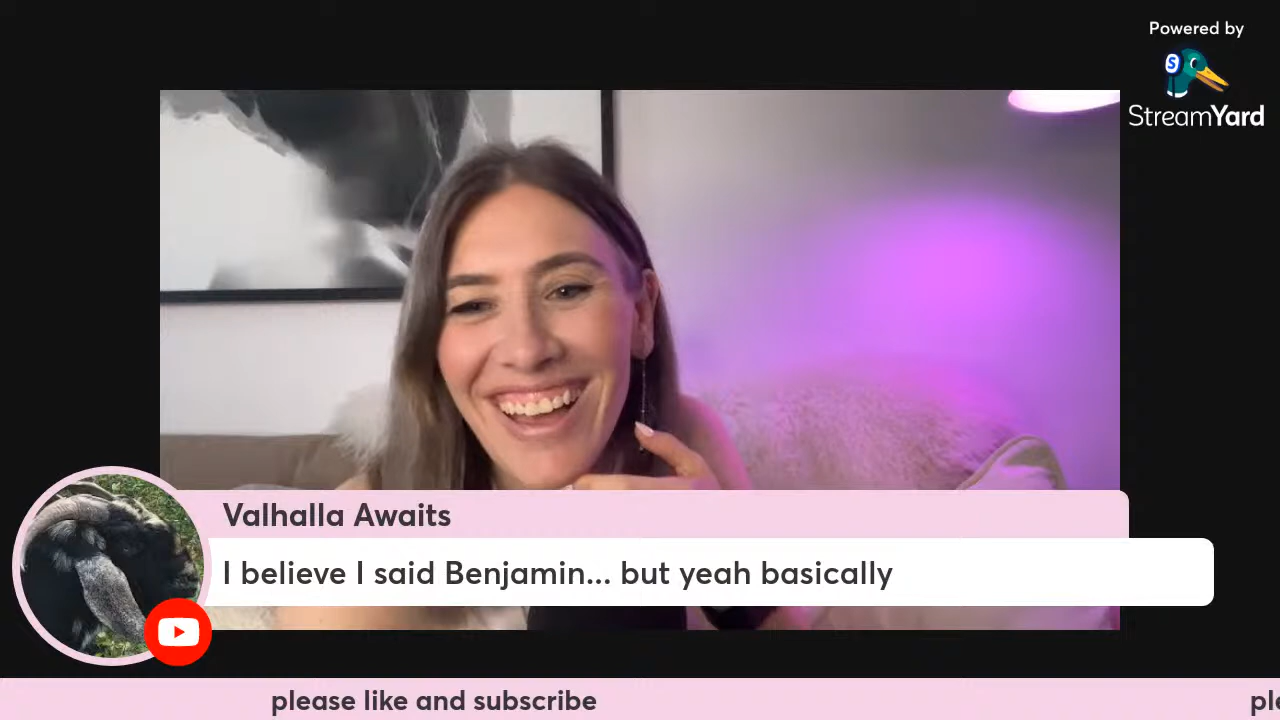 Powered by
S
StreamYard
Valhalla Awaits
I believe I said Benjamin... but yeah basically
please like and subscribe